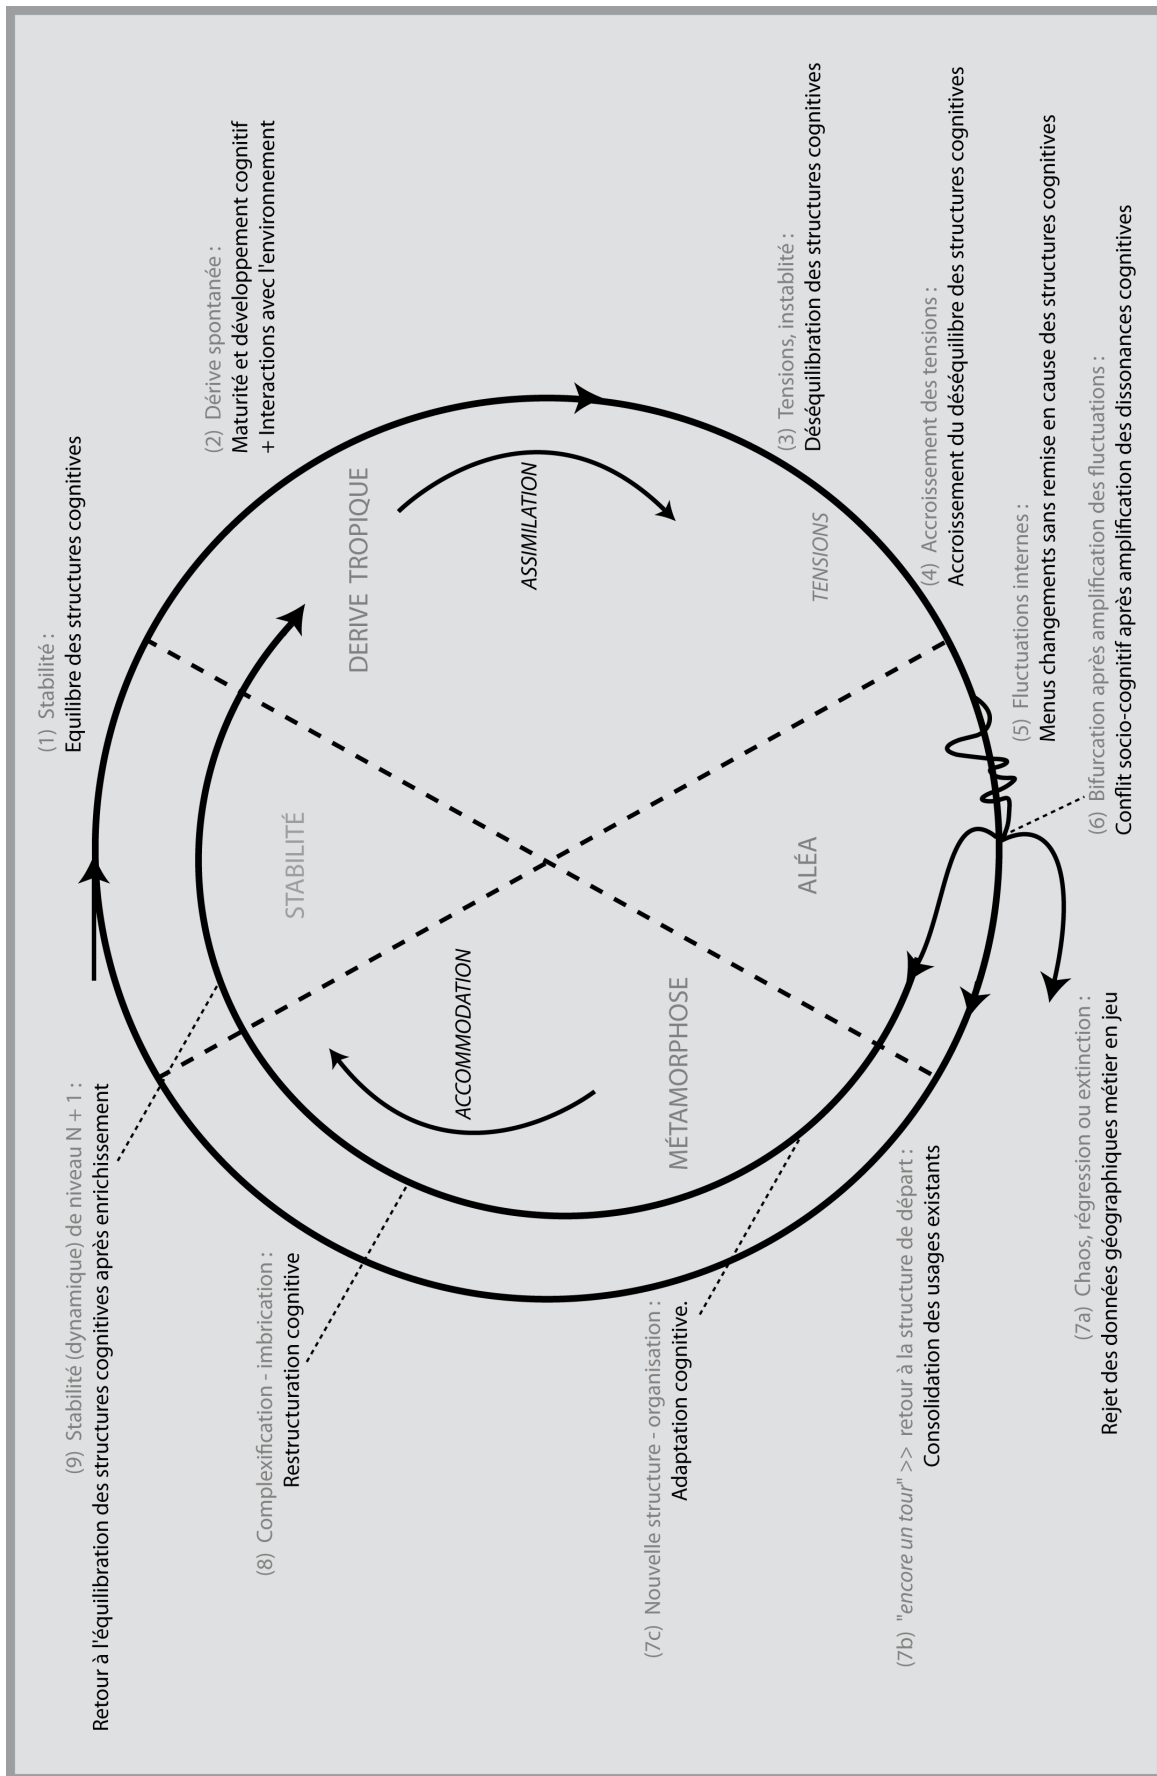 (1) Stabilité :
Equilibre des structures cognitives
(2) Dérive spontanée :
Maturité et développement cognitif
+ Interactions avec l'environnement
(3) Tensions, instablité :
Déséquilibration des structures cognitives
(4) Accroissement des tensions :
Accroissement du déséquilibre des structures cognitives
(5) Fluctuations internes :
Menus changements sans remise en cause des structures cognitives
(6) Bifurcation après amplification des fluctuations :
Conflit socio-cognitif après amplification des dissonances cognitives
(7a) Chaos, régression ou extinction :
Rejet des données géographiques métier en jeu
(7b) "encore un tour" >> retour à la structure de départ :
Consolidation des usages existants
(7c) Nouvelle structure - organisation :
Adaptation cognitive.
(8) Complexification - imbrication :
Restructuration cognitive
(9) Stabilité (dynamique) de niveau N + 1 :
Retour à l'équilibration des structures cognitives après enrichissement
STABILITÉ
DERIVE TROPIQUE
ASSIMILATION
TENSIONS
ALÉA
MÉTAMORPHOSE
ACCOMMODATION